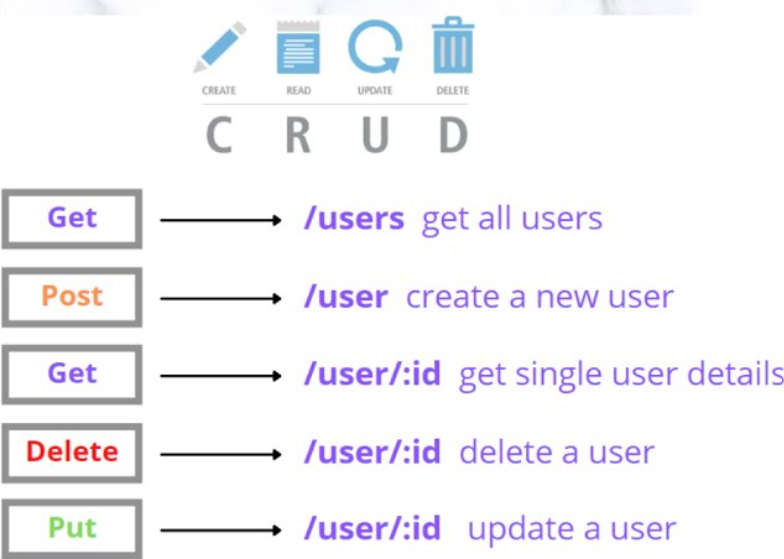 CREATE READ UPDATE DELETE
C R U D
Get /users get all users
Post /user create a new user
Get /user/:id get single user details
Delete /user/:id delete a user
Put /user/:id update a user